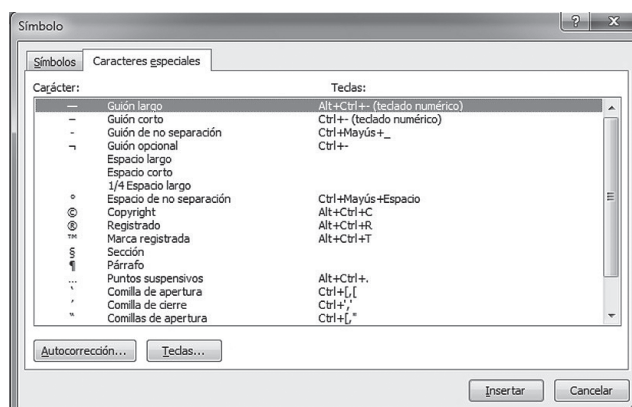 Símbolo
Símbolos Caracteres especiales
Carácter: Teclas:
— Guión largo Alt+Ctrl+- (teclado numérico)
– Guión corto Ctrl+- (teclado numérico)
- Guión de no separación Ctrl+Mayús+_
¬ Guión opcional Ctrl+-
Espacio largo
Espacio corto
1/4 Espacio largo
° Espacio de no separación Ctrl+Mayús+Espacio
© Copyright Alt+Ctrl+C
® Registrado Alt+Ctrl+R
™ Marca registrada Alt+Ctrl+T
§ Sección
¶ Párrafo
... Puntos suspensivos Alt+Ctrl+.
‘ Comilla de apertura Ctrl+[,[
’ Comilla de cierre Ctrl+','
“ Comillas de apertura Ctrl+[,"
Autocorrección... Teclas...
Insertar Cancelar